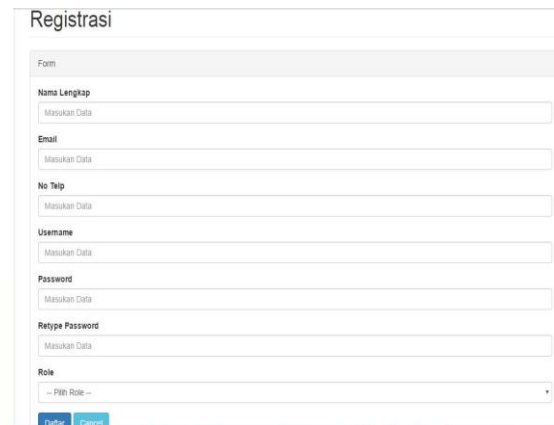 Registrasi
Form
Nama Lengkap
Masukan Data
Email
Masukan Data
No Telp
Masukan Data
Username
Masukan Data
Password
Masukan Data
Retype Password
Masukan Data
Role
-- Pilih Role --
Daftar Cancel